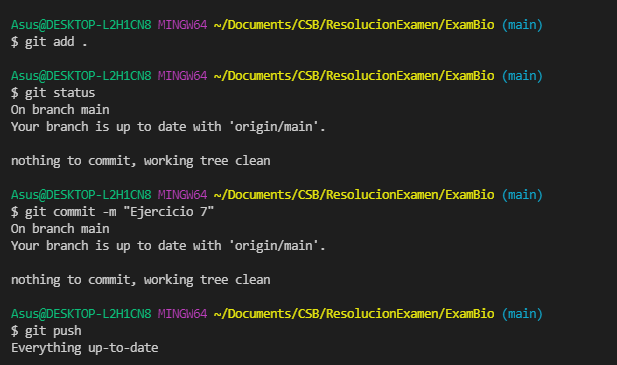 Asus@DESKTOP-L2H1CN8 MINGW64 ~/Documents/CSB/ResolucionExamen/ExamBio (main)
$ git add .
Asus@DESKTOP-L2H1CN8 MINGW64 ~/Documents/CSB/ResolucionExamen/ExamBio (main)
$ git status
On branch main
Your branch is up to date with 'origin/main'.
nothing to commit, working tree clean
Asus@DESKTOP-L2H1CN8 MINGW64 ~/Documents/CSB/ResolucionExamen/ExamBio (main)
$ git commit -m "Ejercicio 7"
On branch main
Your branch is up to date with 'origin/main'.
nothing to commit, working tree clean
Asus@DESKTOP-L2H1CN8 MINGW64 ~/Documents/CSB/ResolucionExamen/ExamBio (main)
$ git push
Everything up-to-date